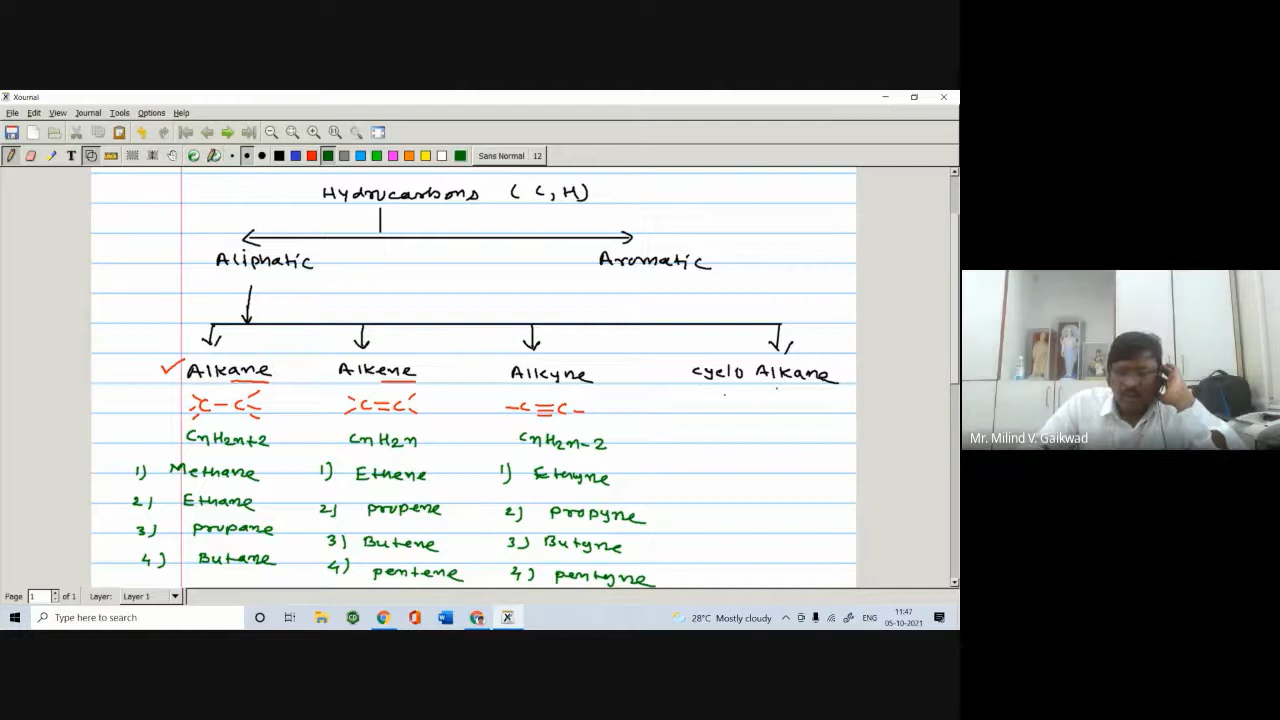 Xournal
File Edit View Journal Tools Options Help
Sans Normal 12
Hydrocarbons ( C, H)
Aliphatic Aromatic
Alkane Alkene Alkyne cyclo Alkane
C - C C = C - C ≡ C -
CnH2n+2 CnH2n CnH2n-2
1) Methane 1) Ethene 1) Ethyne
2) Ethane 2) propene 2) propyne
3) propane 3) Butene 3) Butyne
4) Butane 4) pentene 4) pentyne
Mr. Milind V. Gaikwad
Page 1 of 1 Layer: Layer 1
Type here to search 28°C Mostly cloudy ENG 11:47
05-10-2021